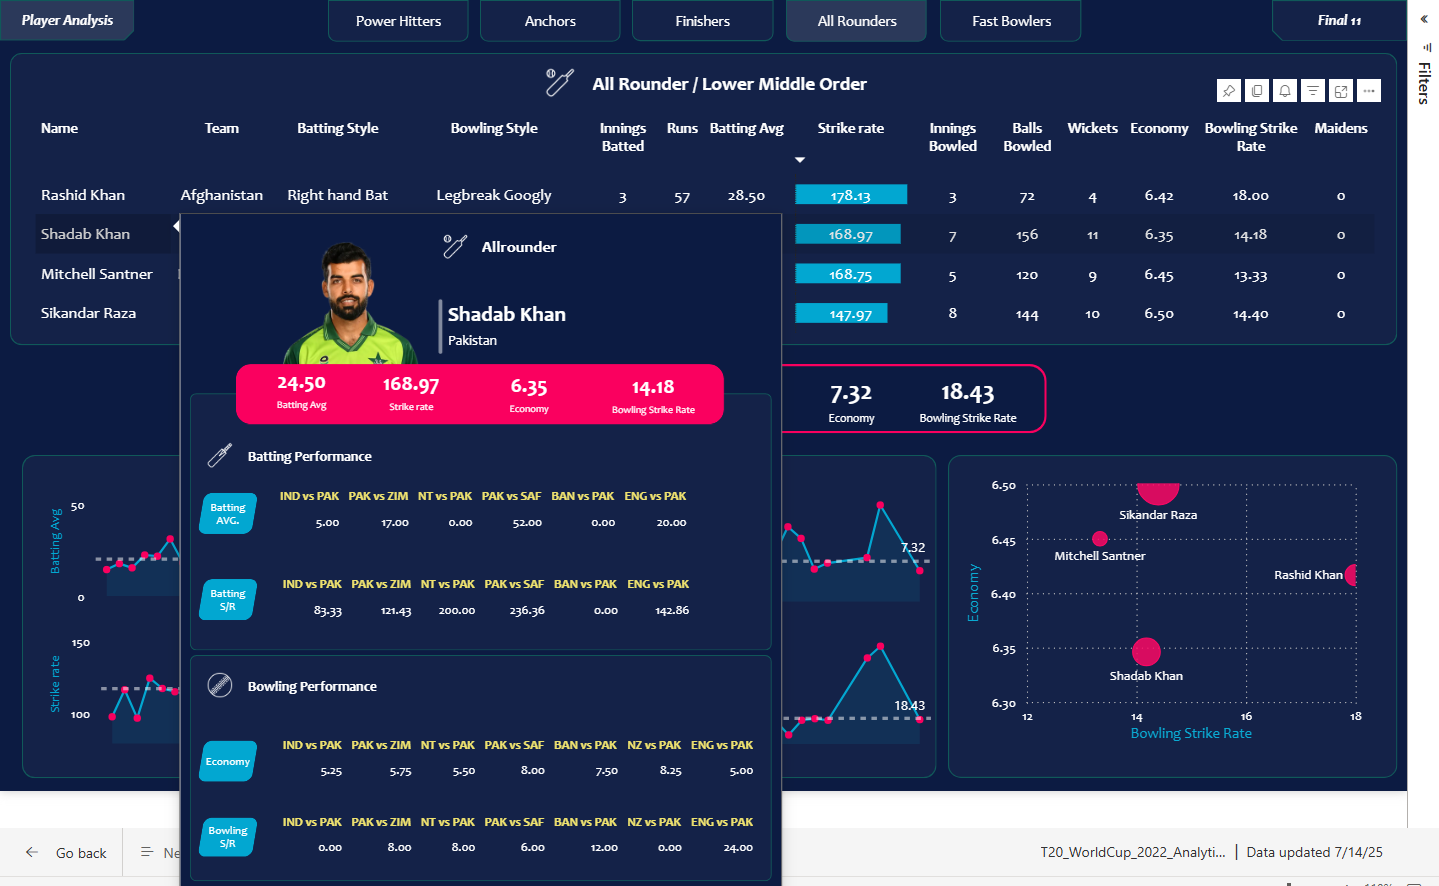 Player Analysis
Power Hitters
Anchors
Finishers
All Rounders
Fast Bowlers
Final 11
Filters
All Rounder / Lower Middle Order
Name Team Batting Style Bowling Style Innings Batted Runs Batting Avg Strike rate Innings Bowled Balls Bowled Wickets Economy Bowling Strike Rate Maidens
Rashid Khan Afghanistan Right hand Bat Legbreak Googly 3 57 28.50 178.13 3 72 4 6.42 18.00 0
Shadab Khan 168.97 7 156 11 6.35 14.18 0
Mitchell Santner 168.75 5 120 9 6.45 13.33 0
Sikandar Raza 147.97 8 144 10 6.50 14.40 0
Allrounder
Shadab Khan
Pakistan
24.50 168.97 6.35 14.18
Batting Avg Strike rate Economy Bowling Strike Rate
7.32 18.43
Economy Bowling Strike Rate
Batting Performance
Batting AVG.
IND vs PAK PAK vs ZIM NT vs PAK PAK vs SAF BAN vs PAK ENG vs PAK
5.00 17.00 0.00 52.00 0.00 20.00
Batting S/R
IND vs PAK PAK vs ZIM NT vs PAK PAK vs SAF BAN vs PAK ENG vs PAK
83.33 121.43 200.00 236.36 0.00 142.86
Bowling Performance
Economy
IND vs PAK PAK vs ZIM NT vs PAK PAK vs SAF BAN vs PAK NZ vs PAK ENG vs PAK
5.25 5.75 5.50 8.00 7.50 8.25 5.00
Bowling S/R
IND vs PAK PAK vs ZIM NT vs PAK PAK vs SAF BAN vs PAK NZ vs PAK ENG vs PAK
0.00 8.00 8.00 6.00 12.00 0.00 24.00
Batting Avg
50
0
Strike rate
150
100
7.32
18.43
Economy
6.50
6.45
6.40
6.35
6.30
Sikandar Raza
Mitchell Santner
Rashid Khan
Shadab Khan
12 14 16 18
Bowling Strike Rate
Go back
T20_WorldCup_2022_Analyti... | Data updated 7/14/25